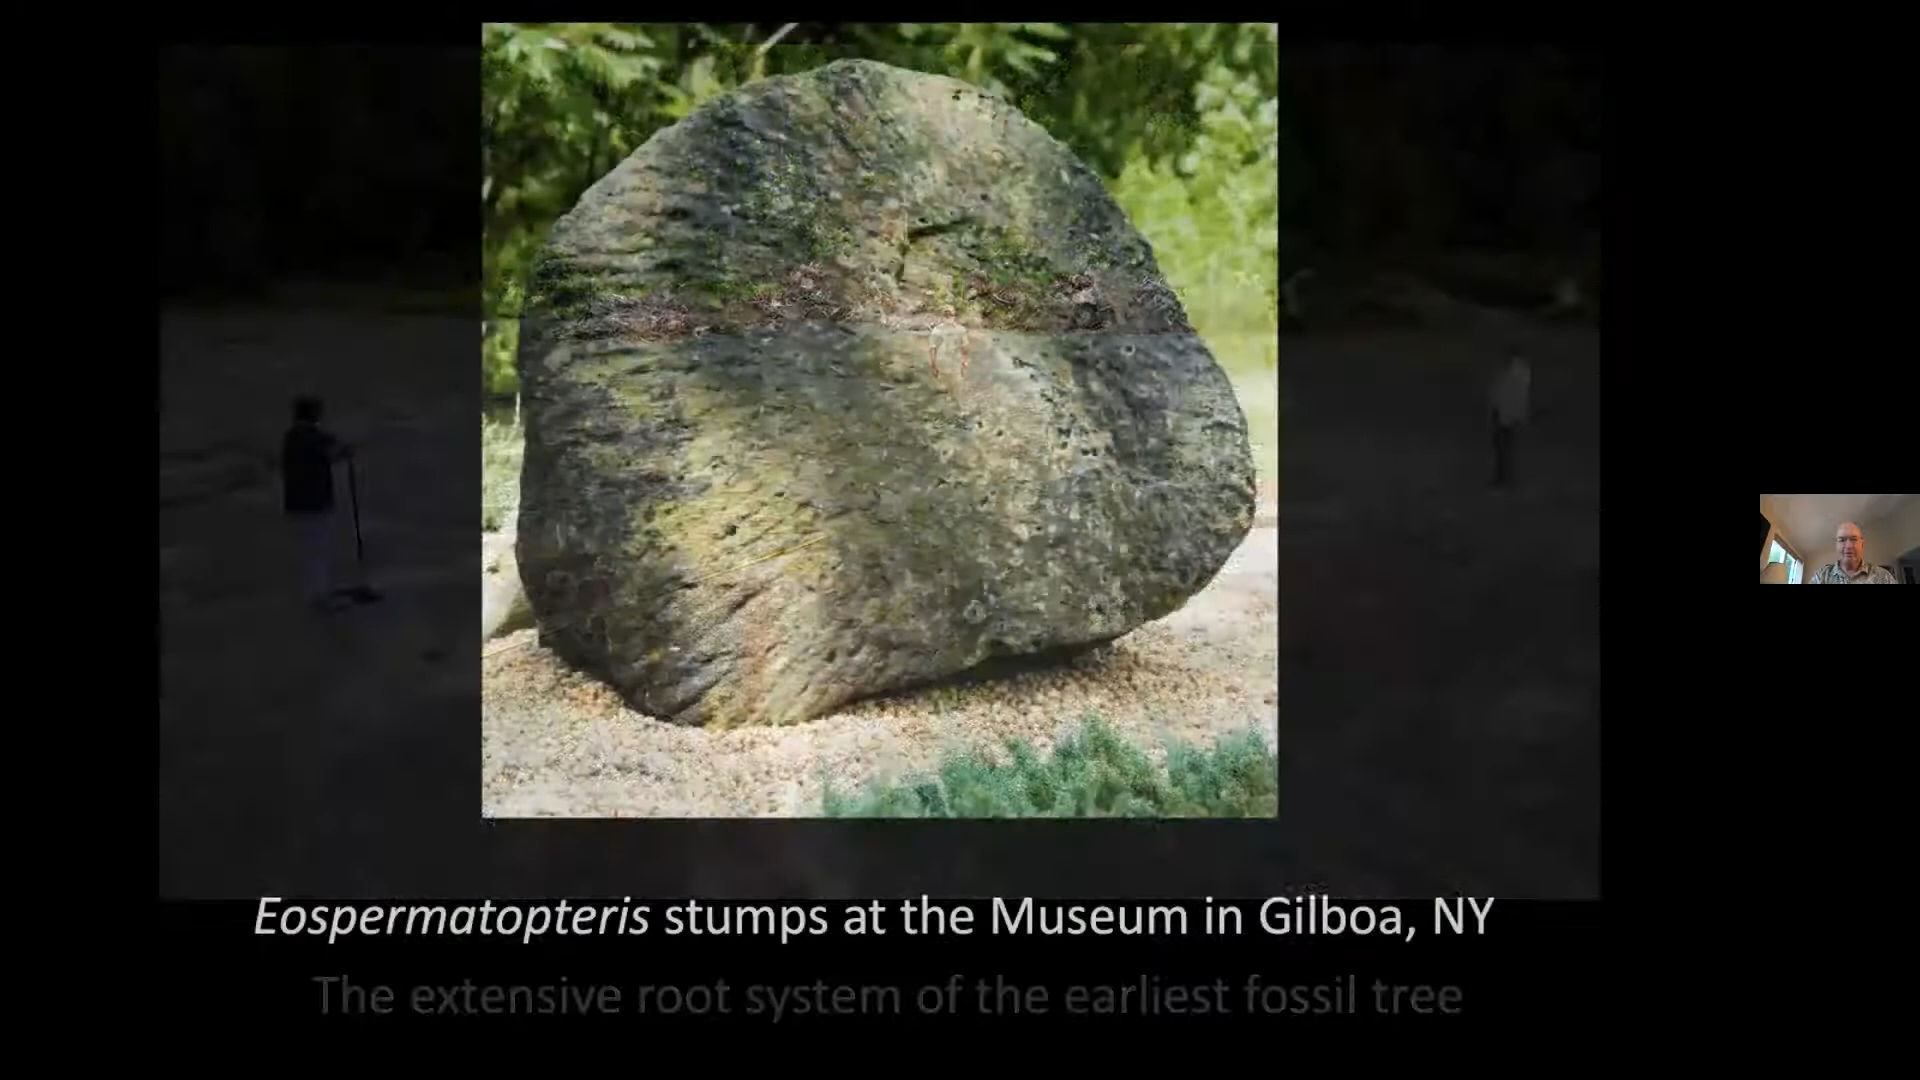 Eospermatopteris stumps at the Museum in Gilboa, NY
The extensive root system of the earliest fossil tree